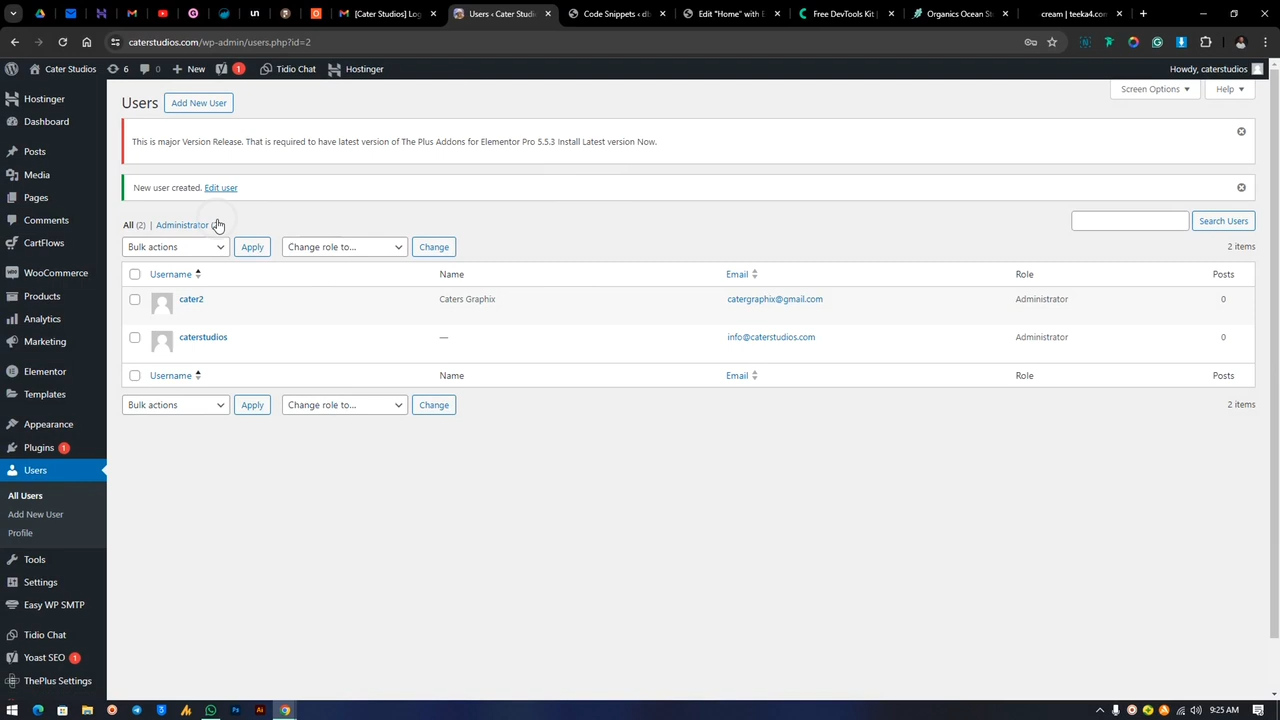 [Cater Studios] Log
Users ‹ Cater Studi
Code Snippets ‹ db
Edit "Home" with E
Free DevTools Kit
Organics Ocean St
cream | teeka4.con
caterstudios.com/wp-admin/users.php?id=2
Cater Studios
6
0
New
1
Tidio Chat
Hostinger
Howdy, caterstudios
Hostinger
Dashboard
Posts
Media
Pages
Comments
CartFlows
WooCommerce
Products
Analytics
Marketing
Elementor
Templates
Appearance
Plugins 1
Users
All Users
Add New User
Profile
Tools
Settings
Easy WP SMTP
Tidio Chat
Yoast SEO 1
ThePlus Settings
Screen Options
Help
Users
Add New User
This is major Version Release. That is required to have latest version of The Plus Addons for Elementor Pro 5.5.3 Install Latest version Now.
New user created. Edit user
All (2) | Administrator
Search Users
Bulk actions
Apply
Change role to...
Change
2 items
Username
Name
Email
Role
Posts
cater2
Caters Graphix
catergraphix@gmail.com
Administrator
0
caterstudios
—
info@caterstudios.com
Administrator
0
Username
Name
Email
Role
Posts
Bulk actions
Apply
Change role to...
Change
2 items
9:25 AM